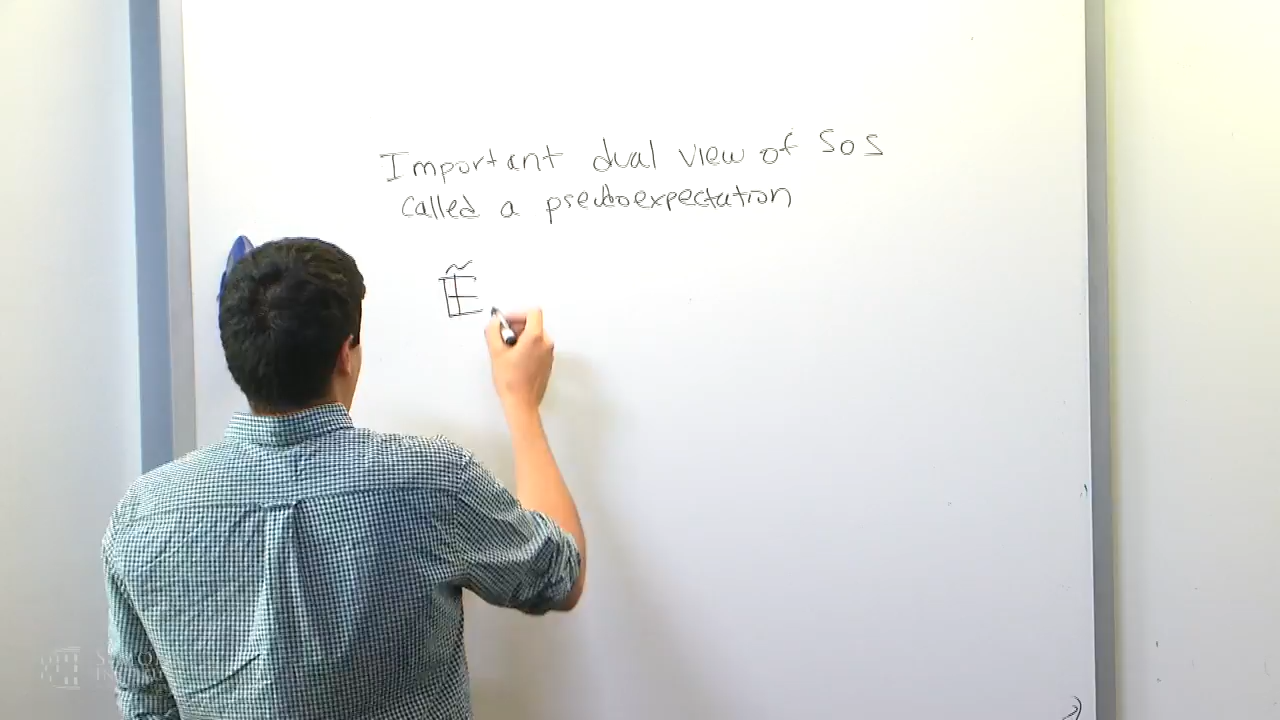 Important dual view of SOS
called a pseudoexpectation
Ẽ